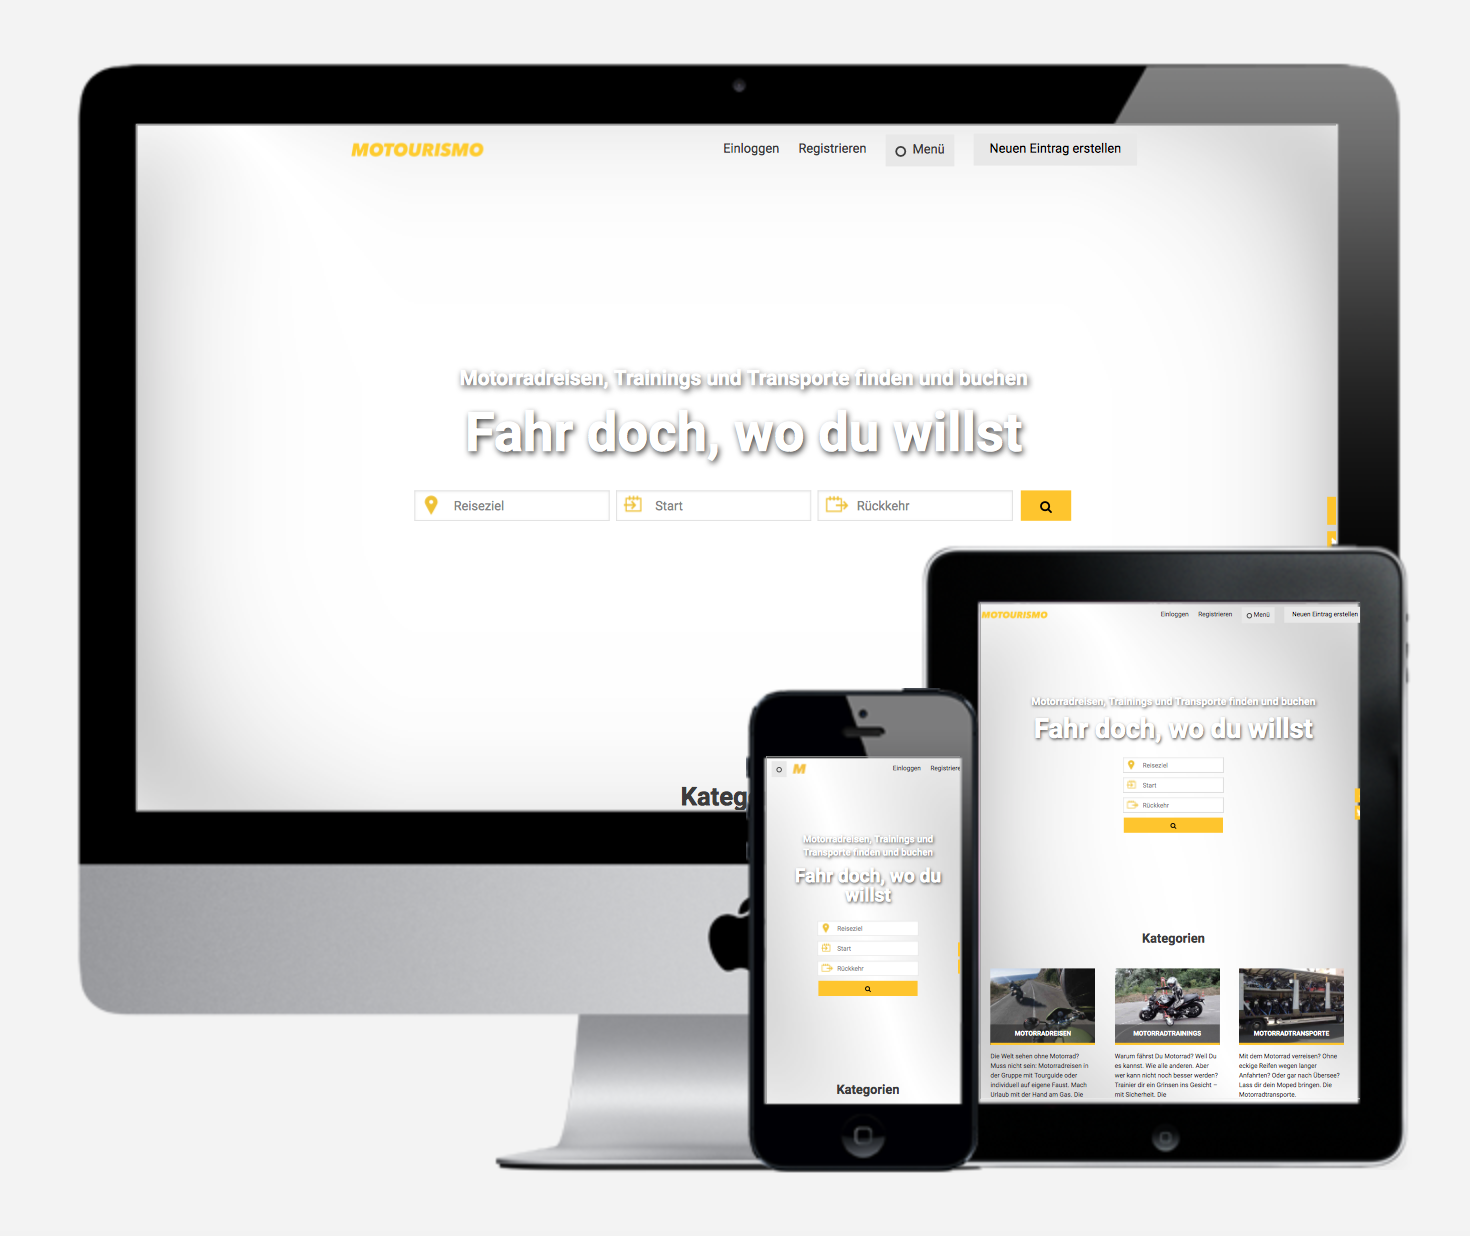 MOTOURISMO
Einloggen Registrieren Menü Neuen Eintrag erstellen
Motorradreisen, Trainings und Transporte finden und buchen
Fahr doch, wo du willst
Reiseziel Start Rückkehr
Kateg
MOTOURISMO Einloggen Registrieren Menü Neuen Eintrag erstellen
Motorradreisen, Trainings und Transporte finden und buchen
Fahr doch, wo du willst
Reiseziel
Start
Rückkehr
Kategorien
MOTORRADREISEN
Die Welt sehen ohne Motorrad?
Muss nicht sein: Motorradreisen in
der Gruppe mit Tourguide oder
individuell auf eigene Faust. Mach
Urlaub mit der Hand am Gas. Die
MOTORRADTRAININGS
Warum fährst Du Motorrad? Weil Du
es kannst. Wie alle anderen. Aber
wer kann nicht noch besser werden?
Trainier dir ein Grinsen ins Gesicht –
mit Sicherheit. Die
MOTORRADTRANSPORTE
Mit dem Motorrad verreisen? Ohne
eckige Reifen wegen langer
Anfahrten? Oder gar nach Übersee?
Lass dir dein Moped bringen. Die
Motorradtransporte.
M Einloggen Registriere
Motorradreisen, Trainings und
Transporte finden und buchen
Fahr doch, wo du
willst
Reiseziel
Start
Rückkehr
Kategorien